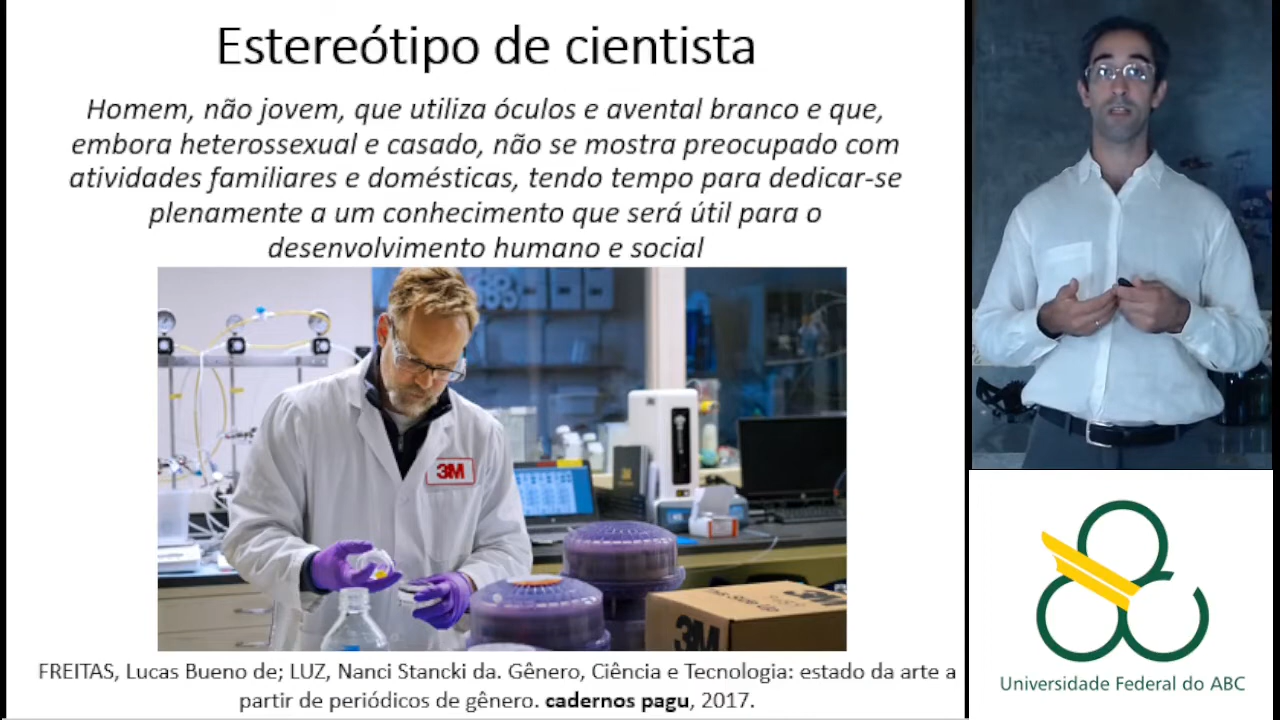 Estereótipo de cientista
Homem, não jovem, que utiliza óculos e avental branco e que,
embora heterossexual e casado, não se mostra preocupado com
atividades familiares e domésticas, tendo tempo para dedicar-se
plenamente a um conhecimento que será útil para o
desenvolvimento humano e social
3M
3M
FREITAS, Lucas Bueno de; LUZ, Nanci Stancki da. Gênero, Ciência e Tecnologia: estado da arte a
partir de periódicos de gênero. cadernos pagu, 2017.
Universidade Federal do ABC